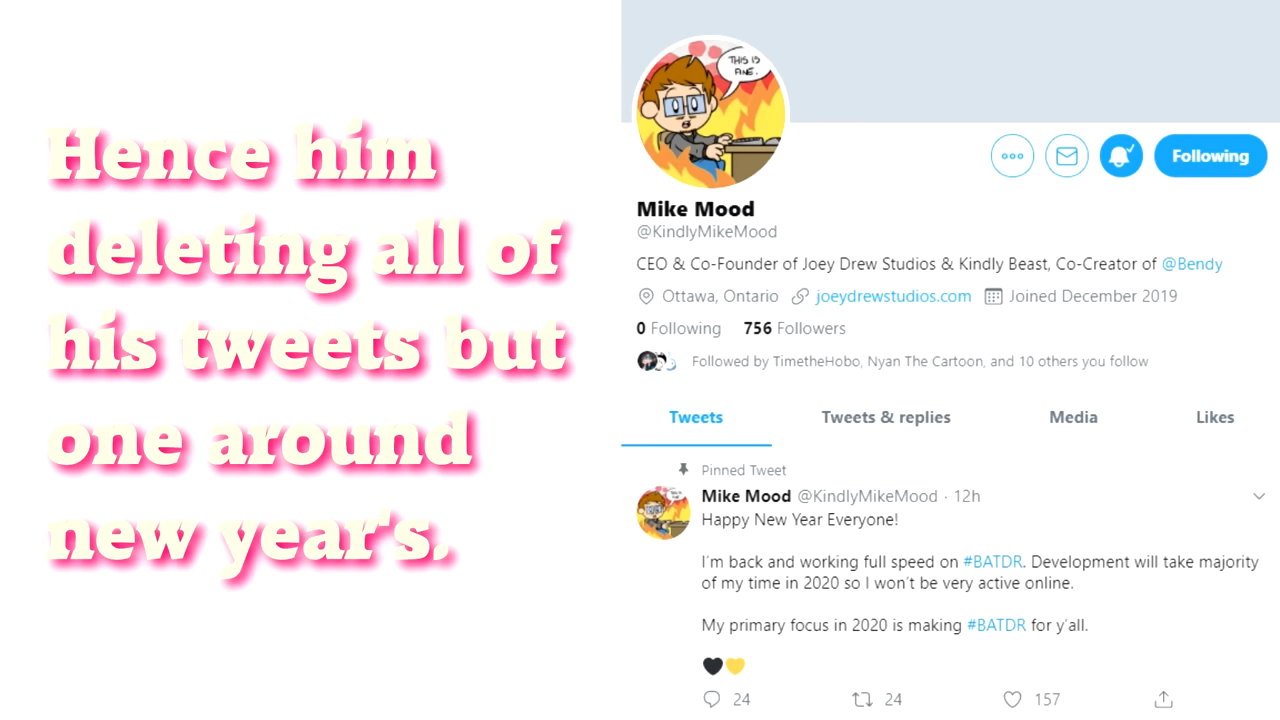 Hence him
deleting all of
his tweets but
one around
new year's.
THIS IS
FINE.
Following
Mike Mood
@KindlyMikeMood
CEO & Co-Founder of Joey Drew Studios & Kindly Beast, Co-Creator of @Bendy
Ottawa, Ontario joeydrewstudios.com Joined December 2019
0 Following 756 Followers
Followed by TimetheHobo, Nyan The Cartoon, and 10 others you follow
Tweets Tweets & replies Media Likes
Pinned Tweet
Mike Mood @KindlyMikeMood · 12h
Happy New Year Everyone!
I'm back and working full speed on #BATDR. Development will take majority
of my time in 2020 so I won't be very active online.
My primary focus in 2020 is making #BATDR for y'all.
🖤💛
24 24 157